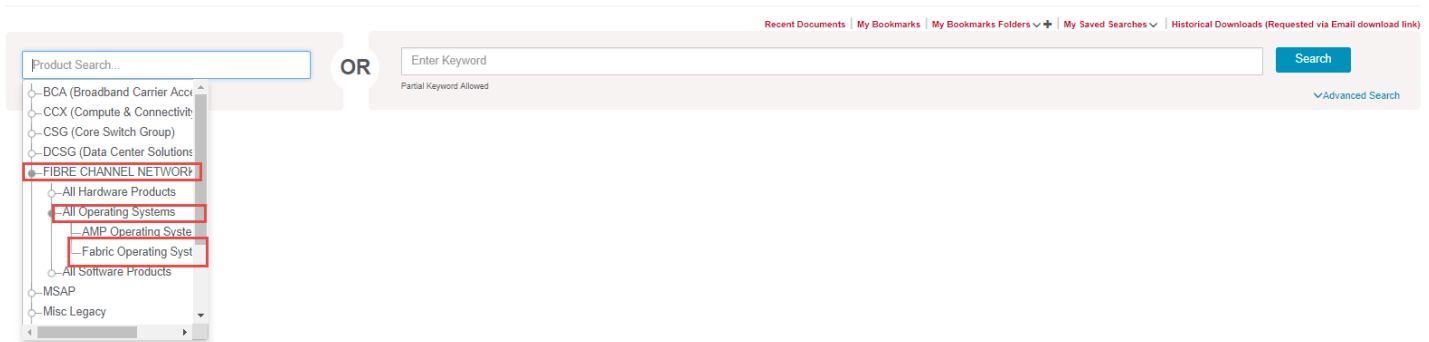 Recent Documents | My Bookmarks | My Bookmarks Folders | My Saved Searches | Historical Downloads (Requested via Email download link)
Product Search...
OR
Enter Keyword
Search
Partial Keyword Allowed
Advanced Search
BCA (Broadband Carrier Acce
CCX (Compute & Connectivity
CSG (Core Switch Group)
DCSG (Data Center Solutions
FIBRE CHANNEL NETWORK
All Hardware Products
All Operating Systems
AMP Operating Syste
Fabric Operating Syst
All Software Products
MSAP
Misc Legacy